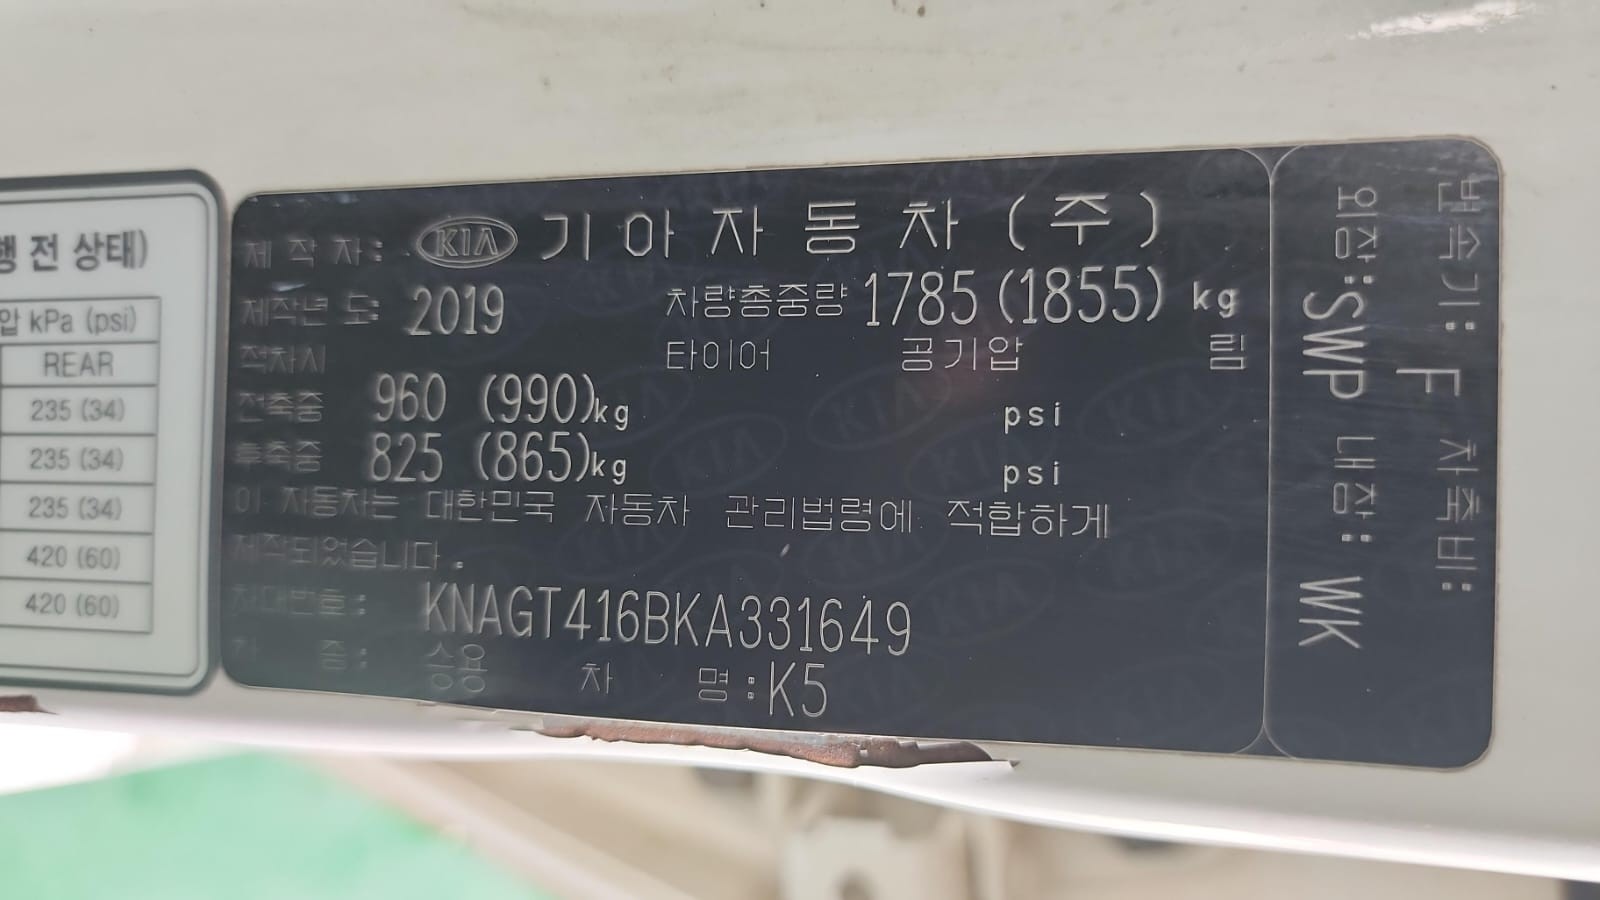 행 전 상태)
압 kPa (psi)
REAR
235 (34)
235 (34)
235 (34)
420 (60)
420 (60)
제 작 자: KIA 기아자동차(주)
제작년 도: 2019 차량총중량 1785 (1855) kg
적차시 타이어 공기압 림
전축중 960 (990)kg psi
후축중 825 (865)kg psi
이 자동차는 대한민국 자동차 관리법령에 적합하게
제작되었습니다.
차대번호: KNAGT416BKA331649
차 종: 승용 차 명:K5
변속기: F 차축비:
외장:SWP 내장: WK